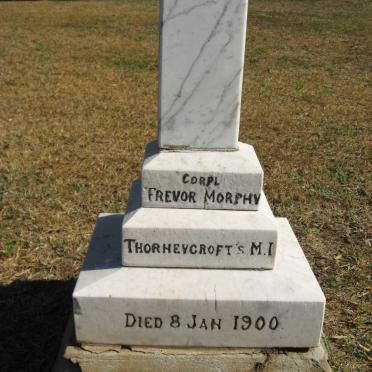 CORPL
TREVOR MORPHY
THORNEYCROFT'S M.I
DIED 8 JAN 1900